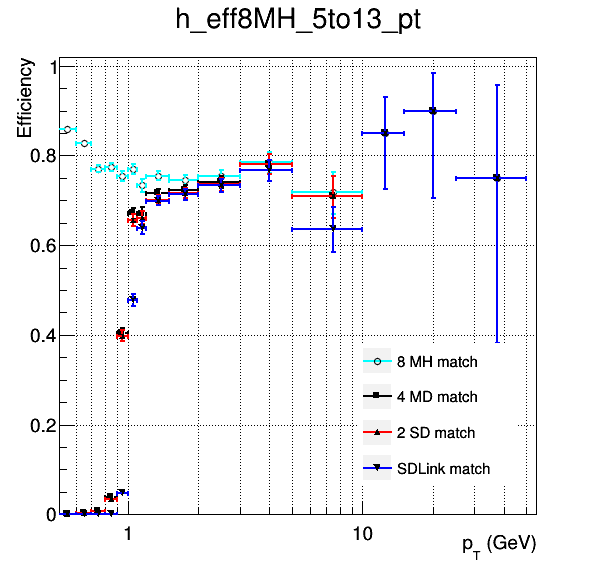 h_eff8MH_5to13_pt
Efficiency
1
0.8
0.6
0.4
0.2
0
8 MH match
4 MD match
2 SD match
SDLink match
1
10
p_T (GeV)